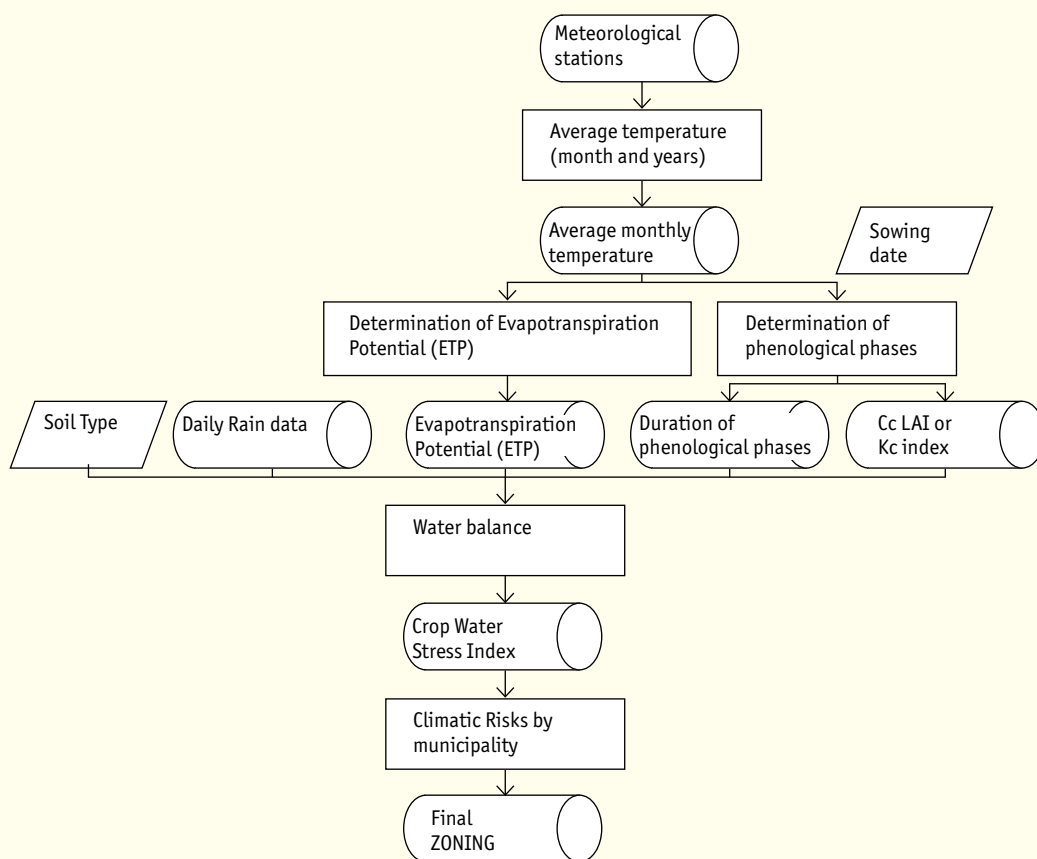 Meteorological
stations
Average temperature
(month and years)
Average monthly
temperature
Sowing
date
Determination of Evapotranspiration
Potential (ETP)
Determination of
phenological phases
Soil Type
Daily Rain data
Evapotranspiration
Potential (ETP)
Duration of
phenological phases
Cc LAI or
Kc index
Water balance
Crop Water
Stress Index
Climatic Risks by
municipality
Final
ZONING